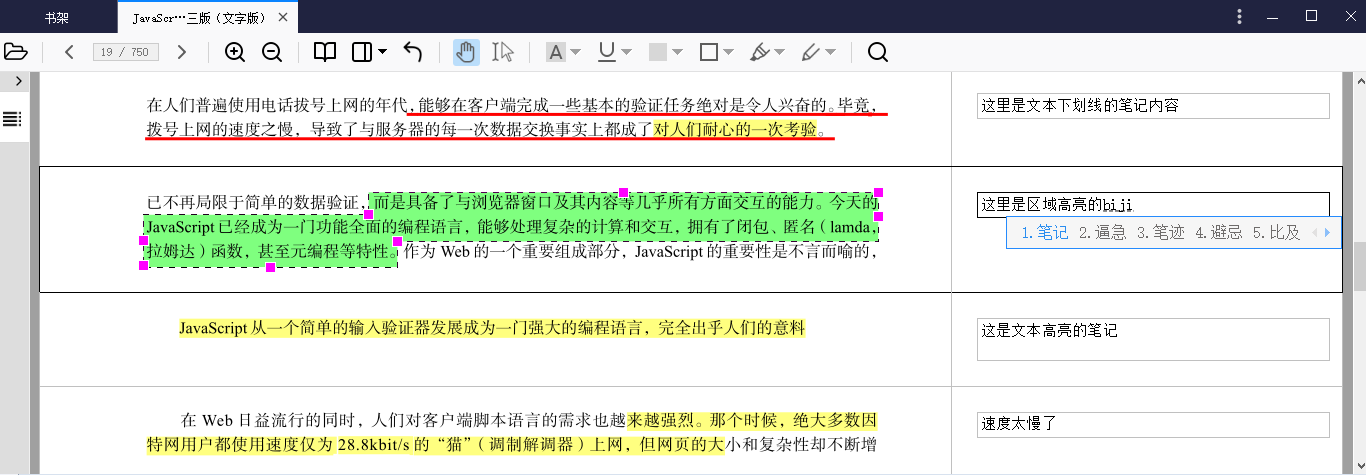 书架
JavaScr…三版（文字版）
19 / 750
在人们普遍使用电话拔号上网的年代，能够在客户端完成一些基本的验证任务绝对是令人兴奋的。毕竟，
拨号上网的速度之慢，导致了与服务器的每一次数据交换事实上都成了对人们耐心的一次考验。
这里是文本下划线的笔记内容
已不再局限于简单的数据验证，而是具备了与浏览器窗口及其内容等几乎所有方面交互的能力。今天的
JavaScript已经成为一门功能全面的编程语言，能够处理复杂的计算和交互，拥有了闭包、匿名（lamda，
拉姆达）函数，甚至元编程等特性。作为 Web 的一个重要组成部分，JavaScript 的重要性是不言而喻的，
这里是区域高亮的bi ji
1.笔记 2.逼急 3.笔迹 4.避忌 5.比及
JavaScript 从一个简单的输入验证器发展成为一门强大的编程语言，完全出乎人们的意料
这是文本高亮的笔记
在 Web 日益流行的同时，人们对客户端脚本语言的需求也越来越强烈。那个时候，绝大多数因
特网用户都使用速度仅为 28.8kbit/s 的“猫”（调制解调器）上网，但网页的大小和复杂性却不断增
速度太慢了